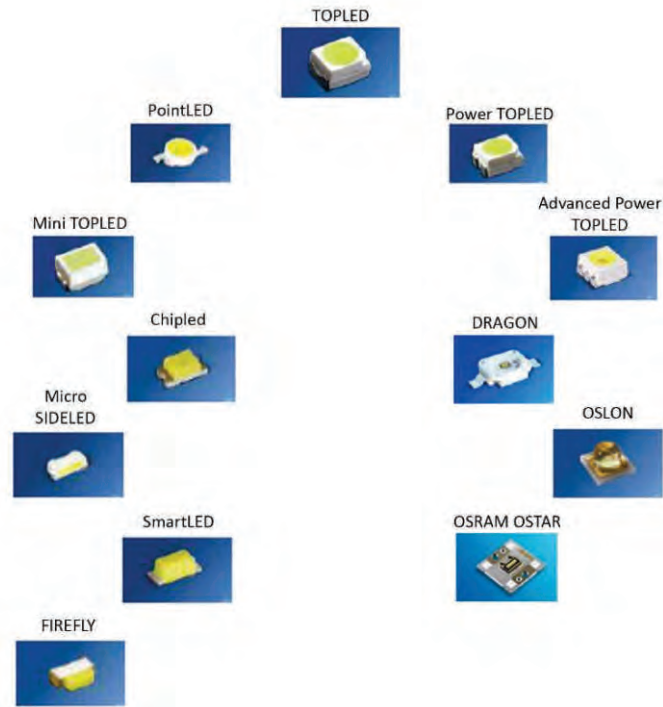 TOPLED
PointLED
Power TOPLED
Advanced Power
TOPLED
Mini TOPLED
Chipled
DRAGON
Micro
SIDELED
OSLON
SmartLED
OSRAM OSTAR
FIREFLY